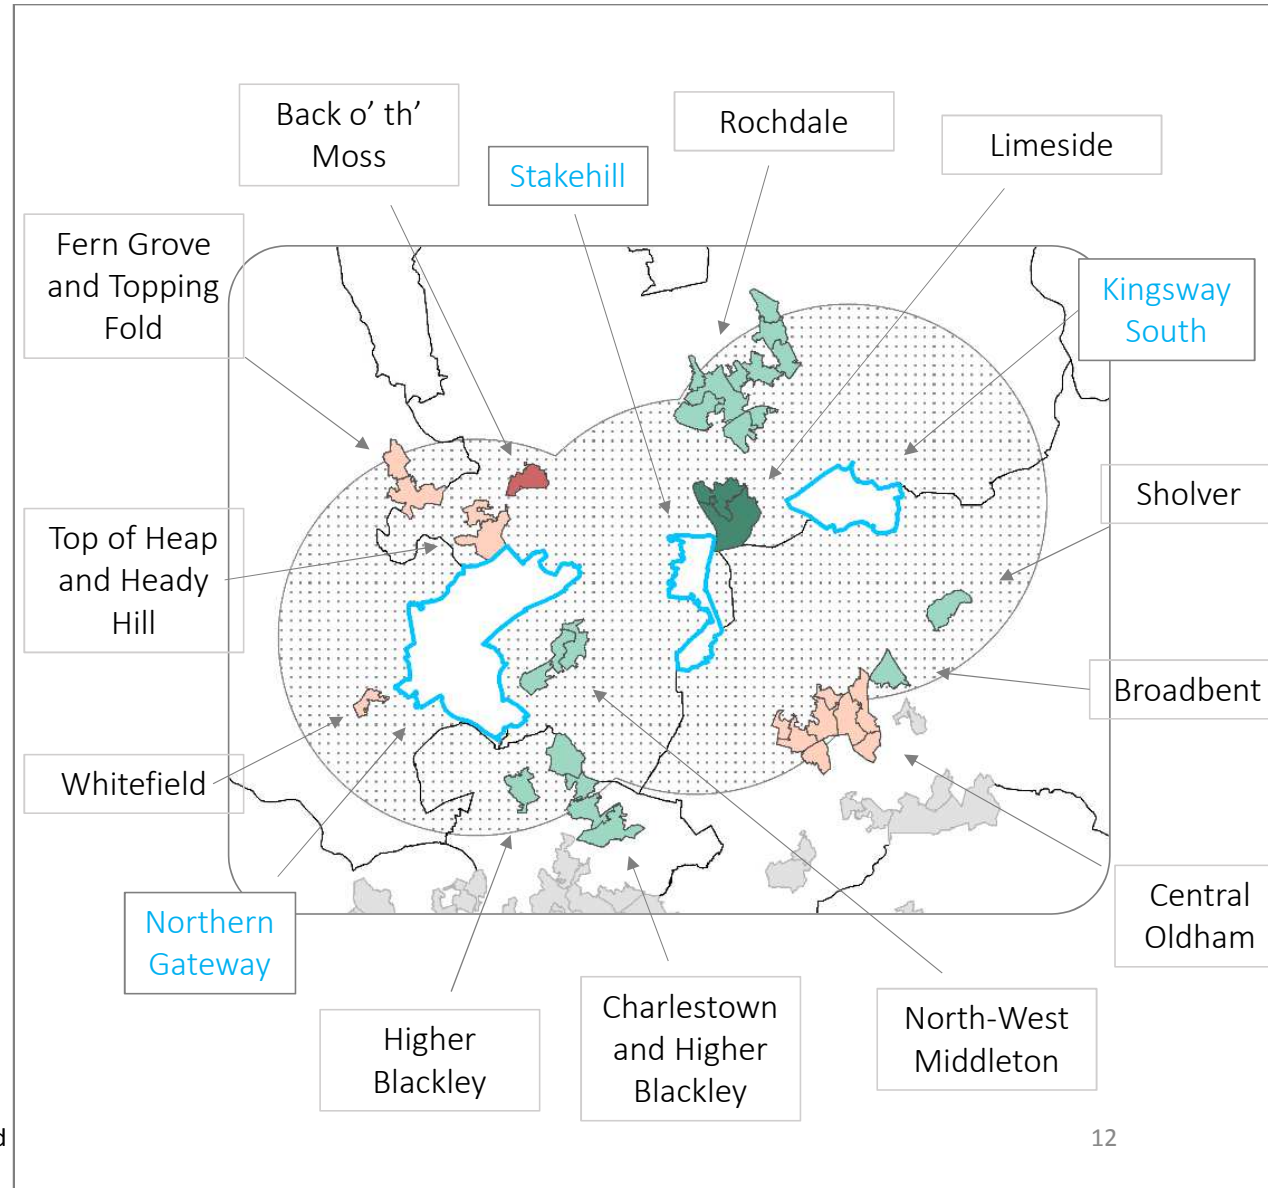 Back o’ th’
Moss
Rochdale
Limeside
Stakehill
Fern Grove
and Topping
Fold
Kingsway
South
Sholver
Top of Heap
and Heady
Hill
Broadbent
Whitefield
Central
Oldham
Northern
Gateway
Higher
Blackley
Charlestown
and Higher
Blackley
North-West
Middleton
12